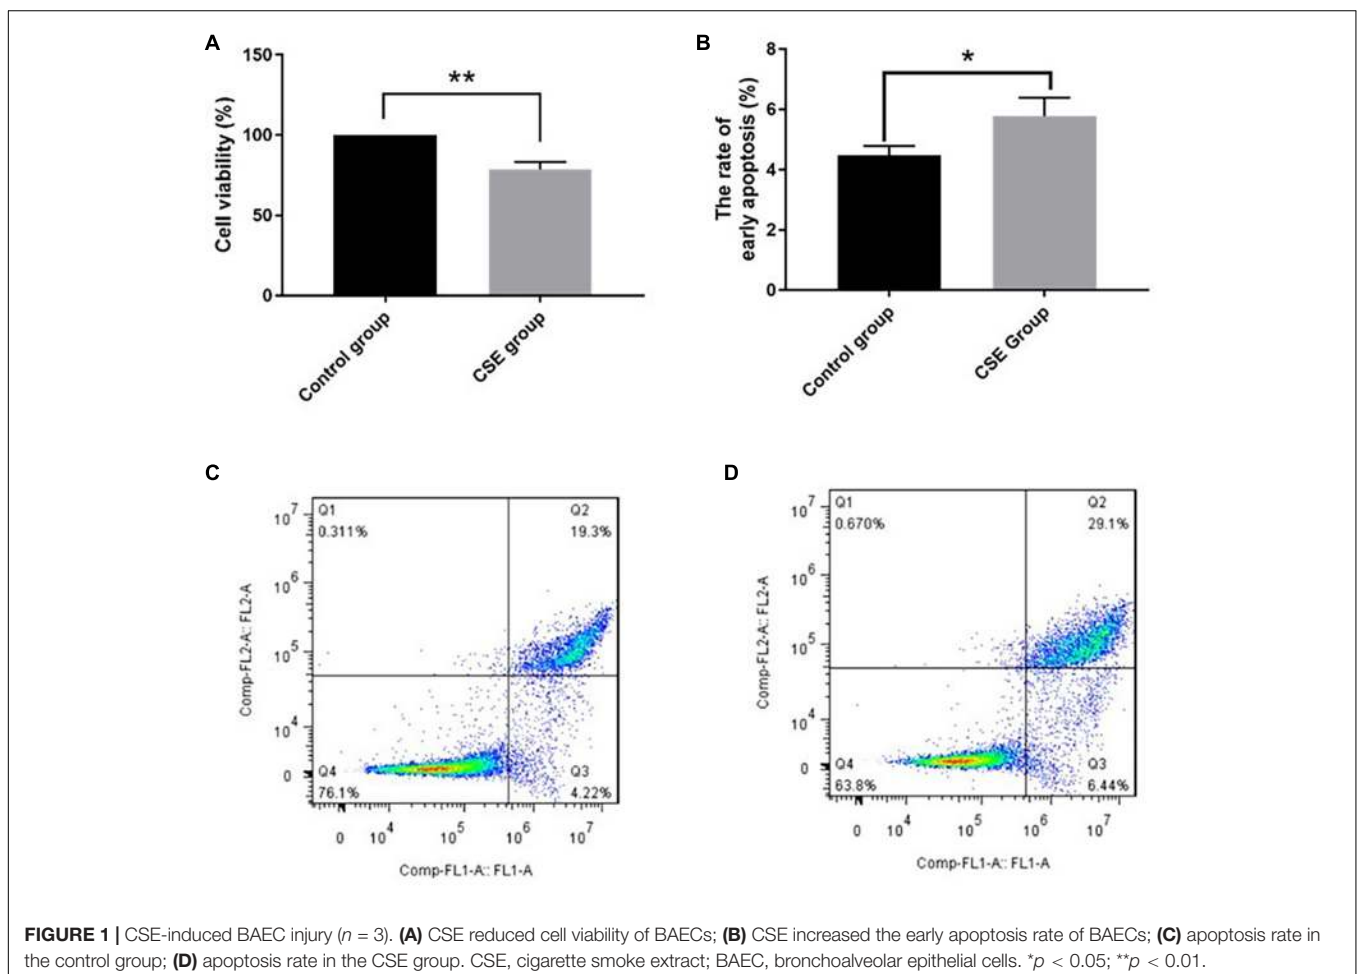 A
150
100
50
0
Cell viability (%)
**
Control group
CSE group
B
8
6
4
2
0
The rate of
early apoptosis (%)
*
Control group
CSE Group
C
Q1
0.311%
Q2
19.3%
Q4
76.1%
Q3
4.22%
10^7
10^6
10^5
10^4
0
Comp-FL2-A:: FL2-A
0 10^4 10^5 10^6 10^7
Comp-FL1-A:: FL1-A
D
Q1
0.670%
Q2
29.1%
Q4
63.8%
Q3
6.44%
10^7
10^6
10^5
10^4
0
Comp-FL2-A:: FL2-A
0 10^4 10^5 10^6 10^7
Comp-FL1-A:: FL1-A
FIGURE 1 | CSE-induced BAEC injury (n = 3). (A) CSE reduced cell viability of BAECs; (B) CSE increased the early apoptosis rate of BAECs; (C) apoptosis rate in
the control group; (D) apoptosis rate in the CSE group. CSE, cigarette smoke extract; BAEC, bronchoalveolar epithelial cells. *p < 0.05; **p < 0.01.